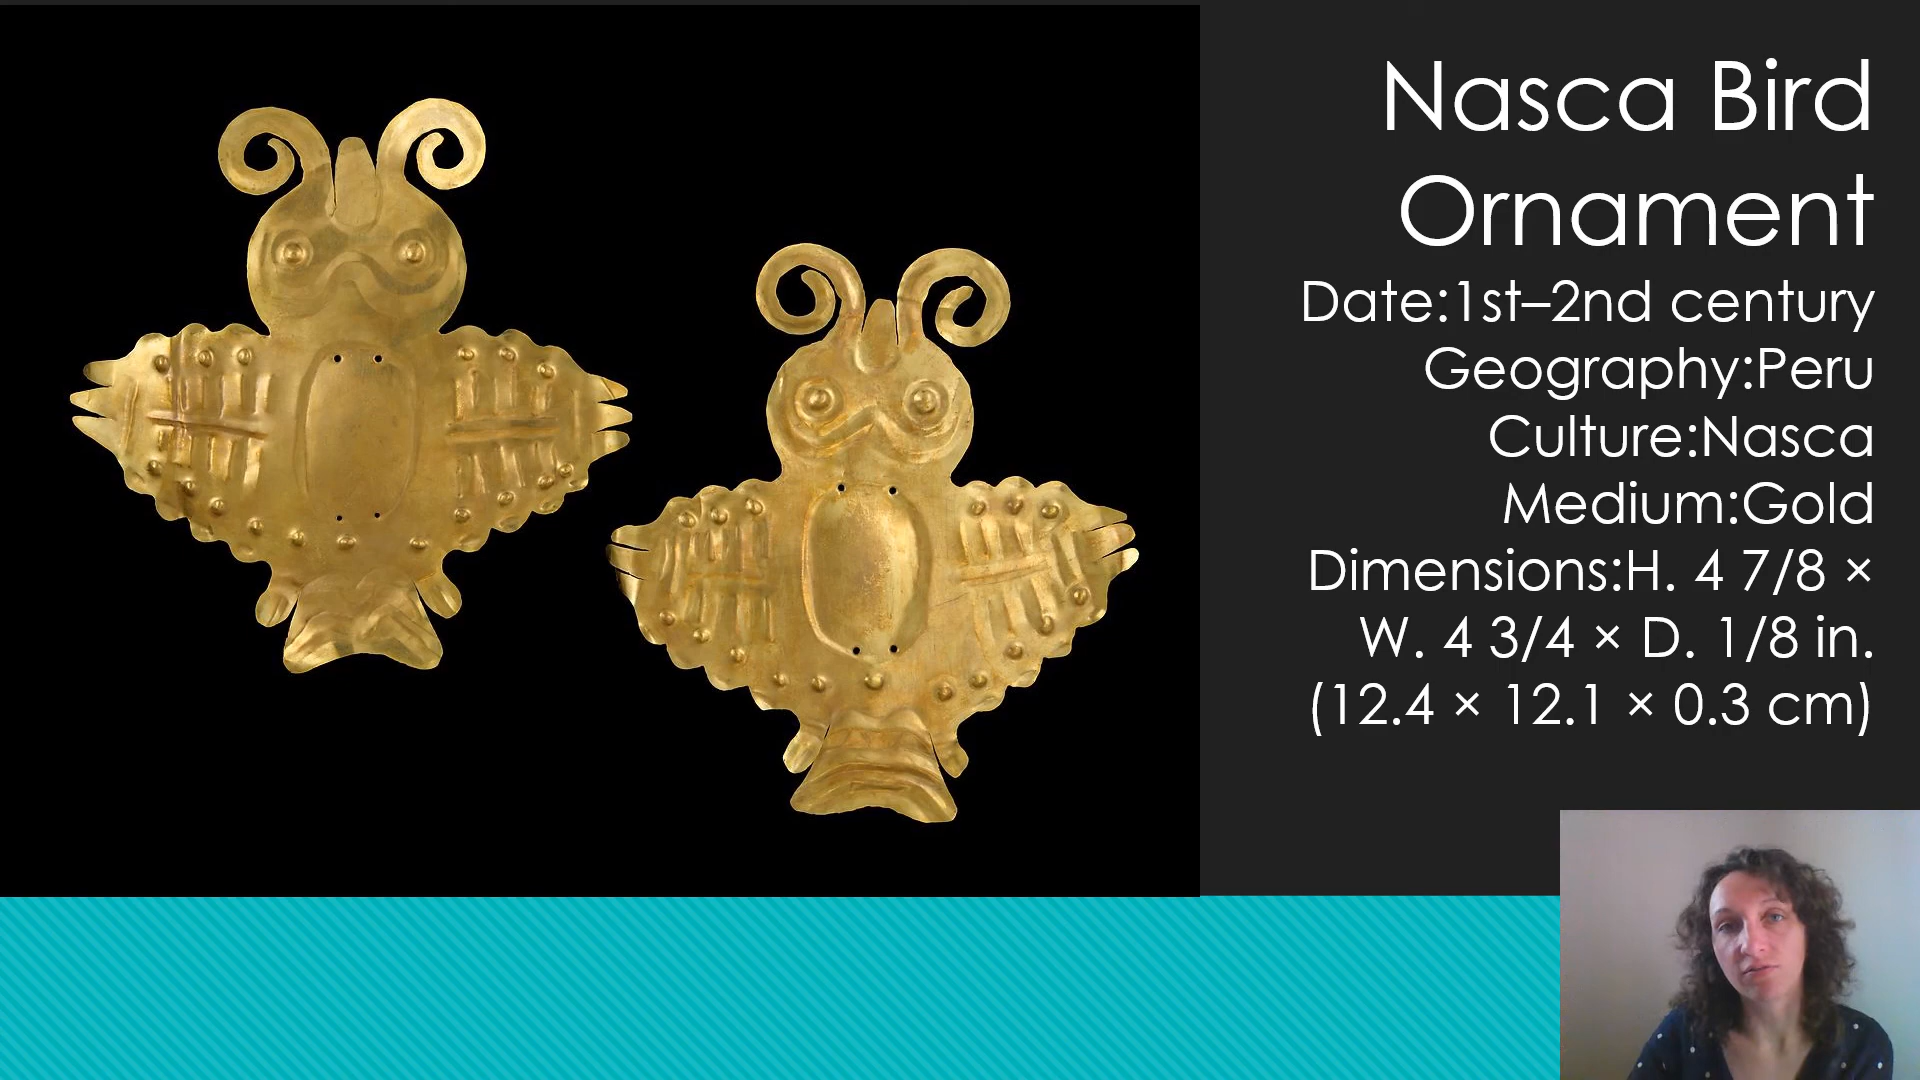 Nasca Bird
Ornament
Date:1st–2nd century
Geography:Peru
Culture:Nasca
Medium:Gold
Dimensions:H. 4 7/8 ×
W. 4 3/4 × D. 1/8 in.
(12.4 × 12.1 × 0.3 cm)